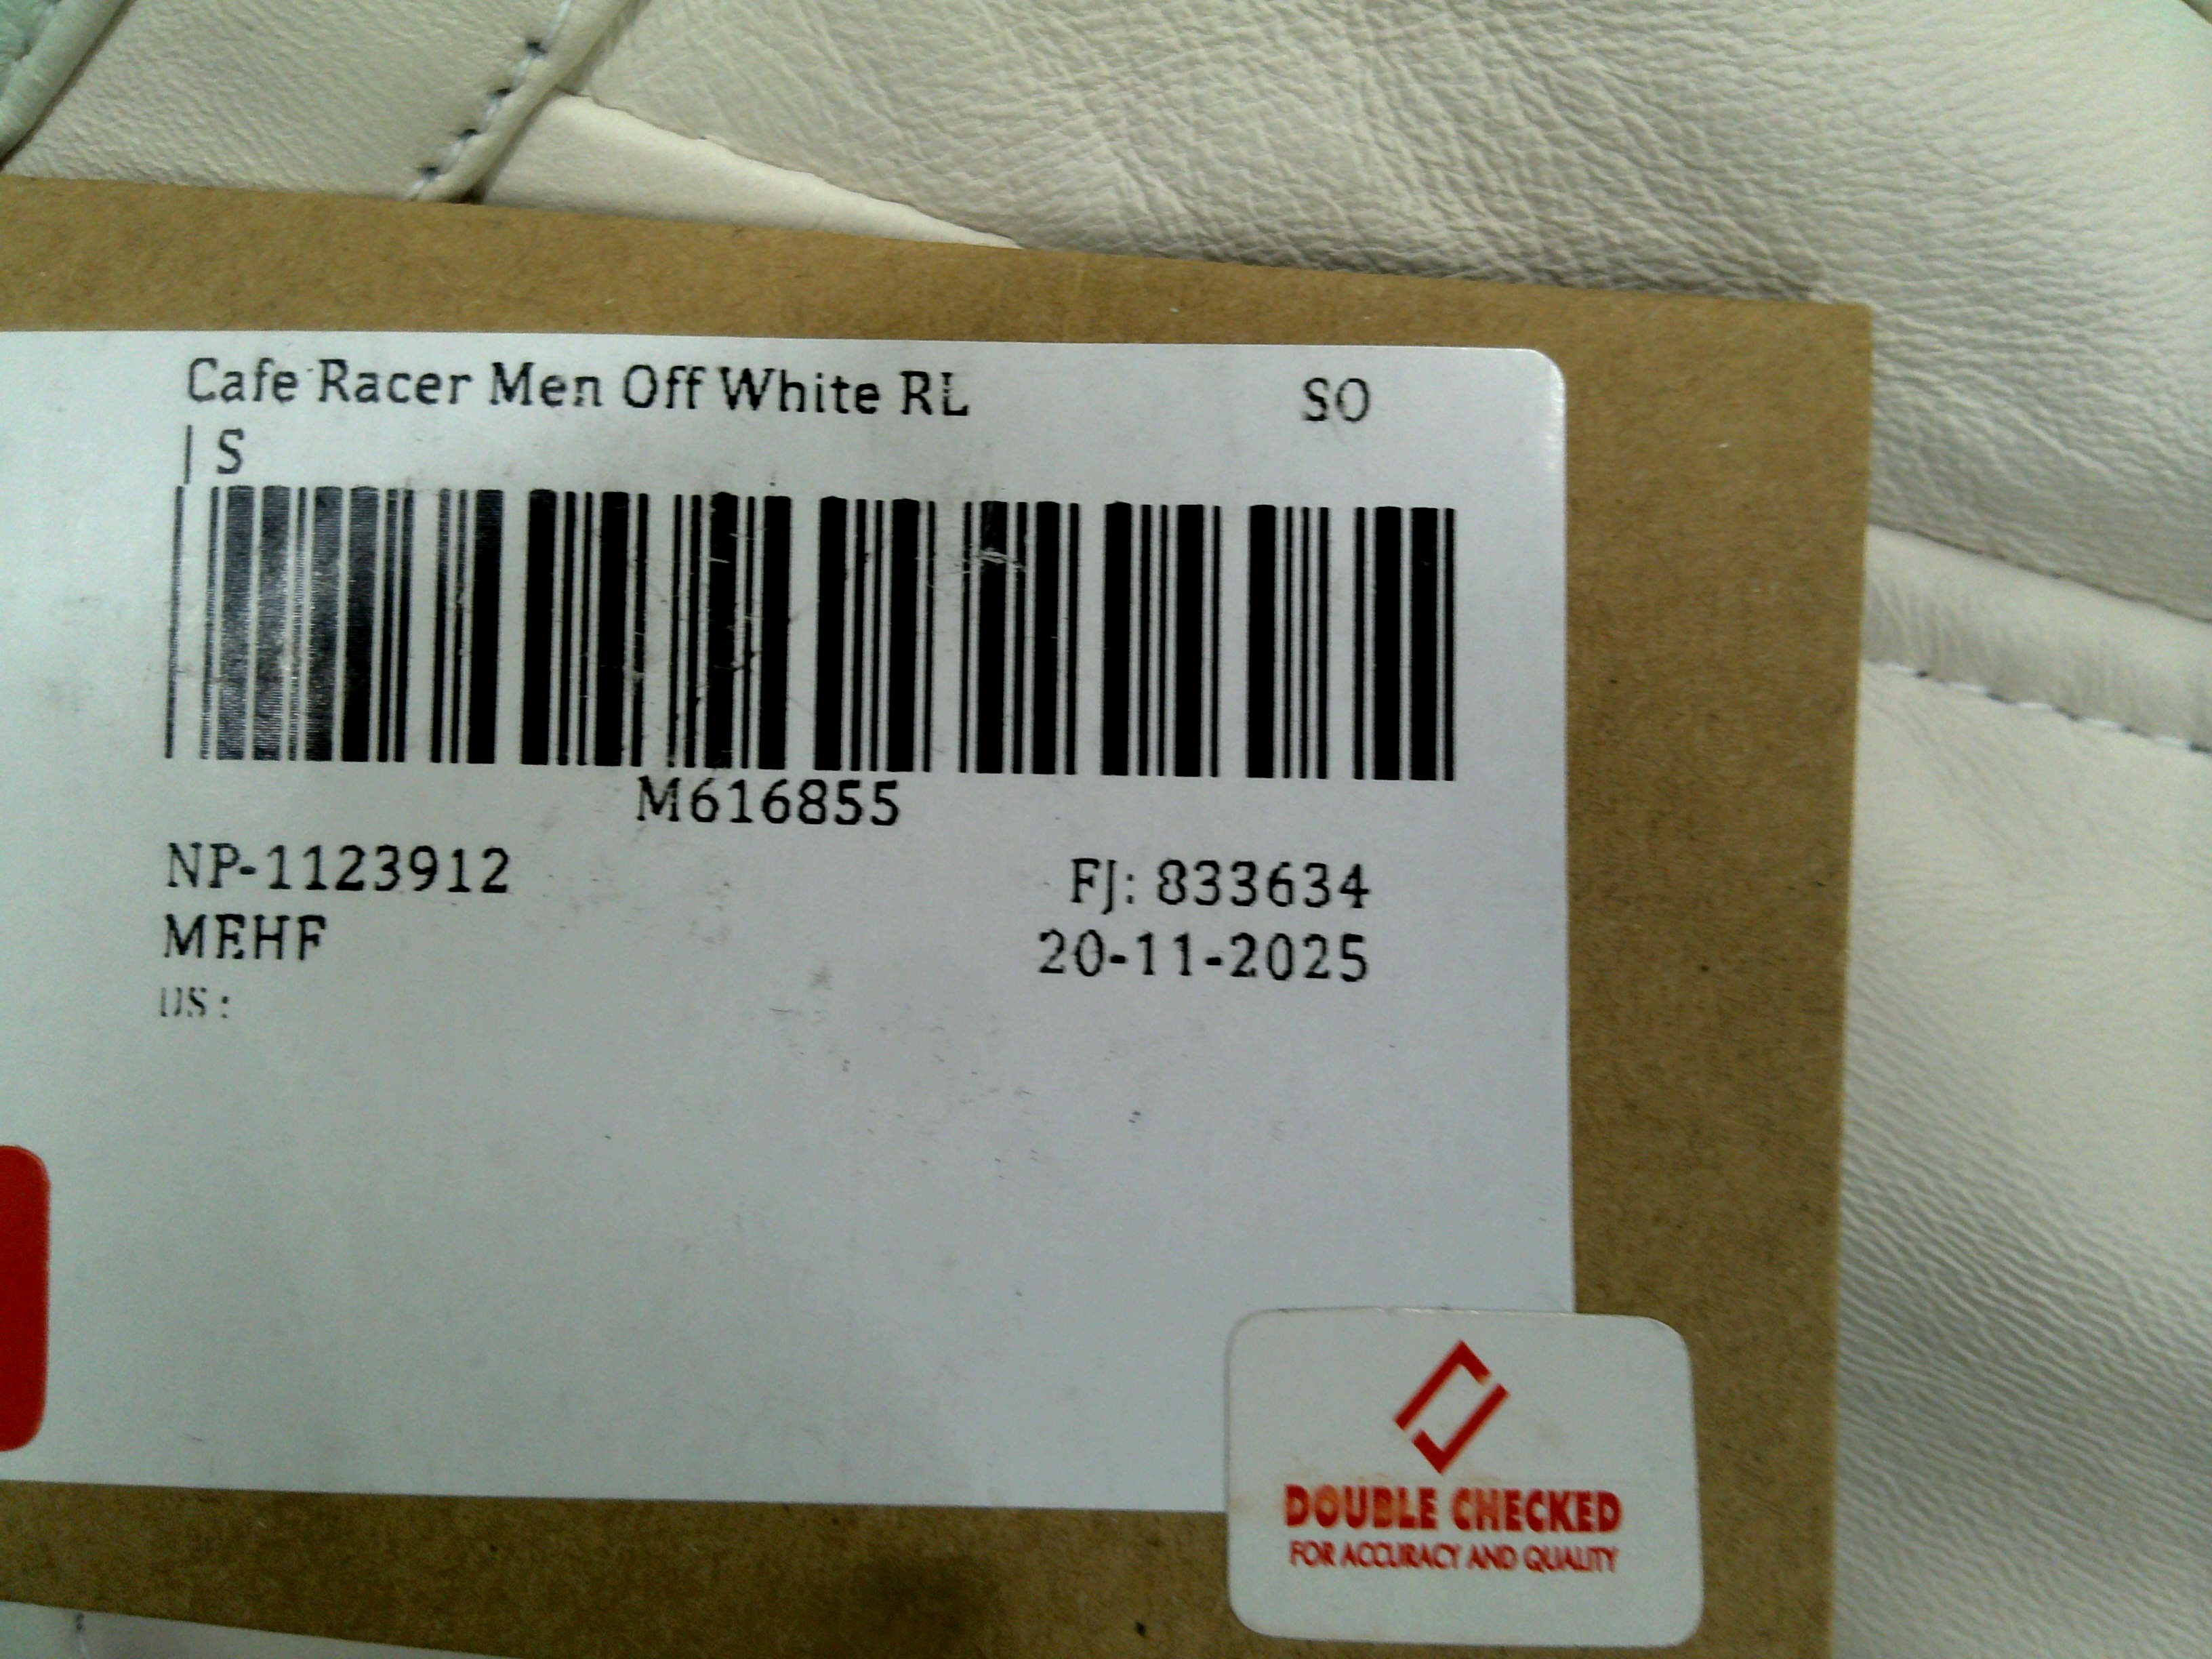 Cafe Racer Men Off White RL SO
| S
M616855
NP-1123912 FJ: 833634
MEHF 20-11-2025
DS :
DOUBLE CHECKED
FOR ACCURACY AND QUALITY